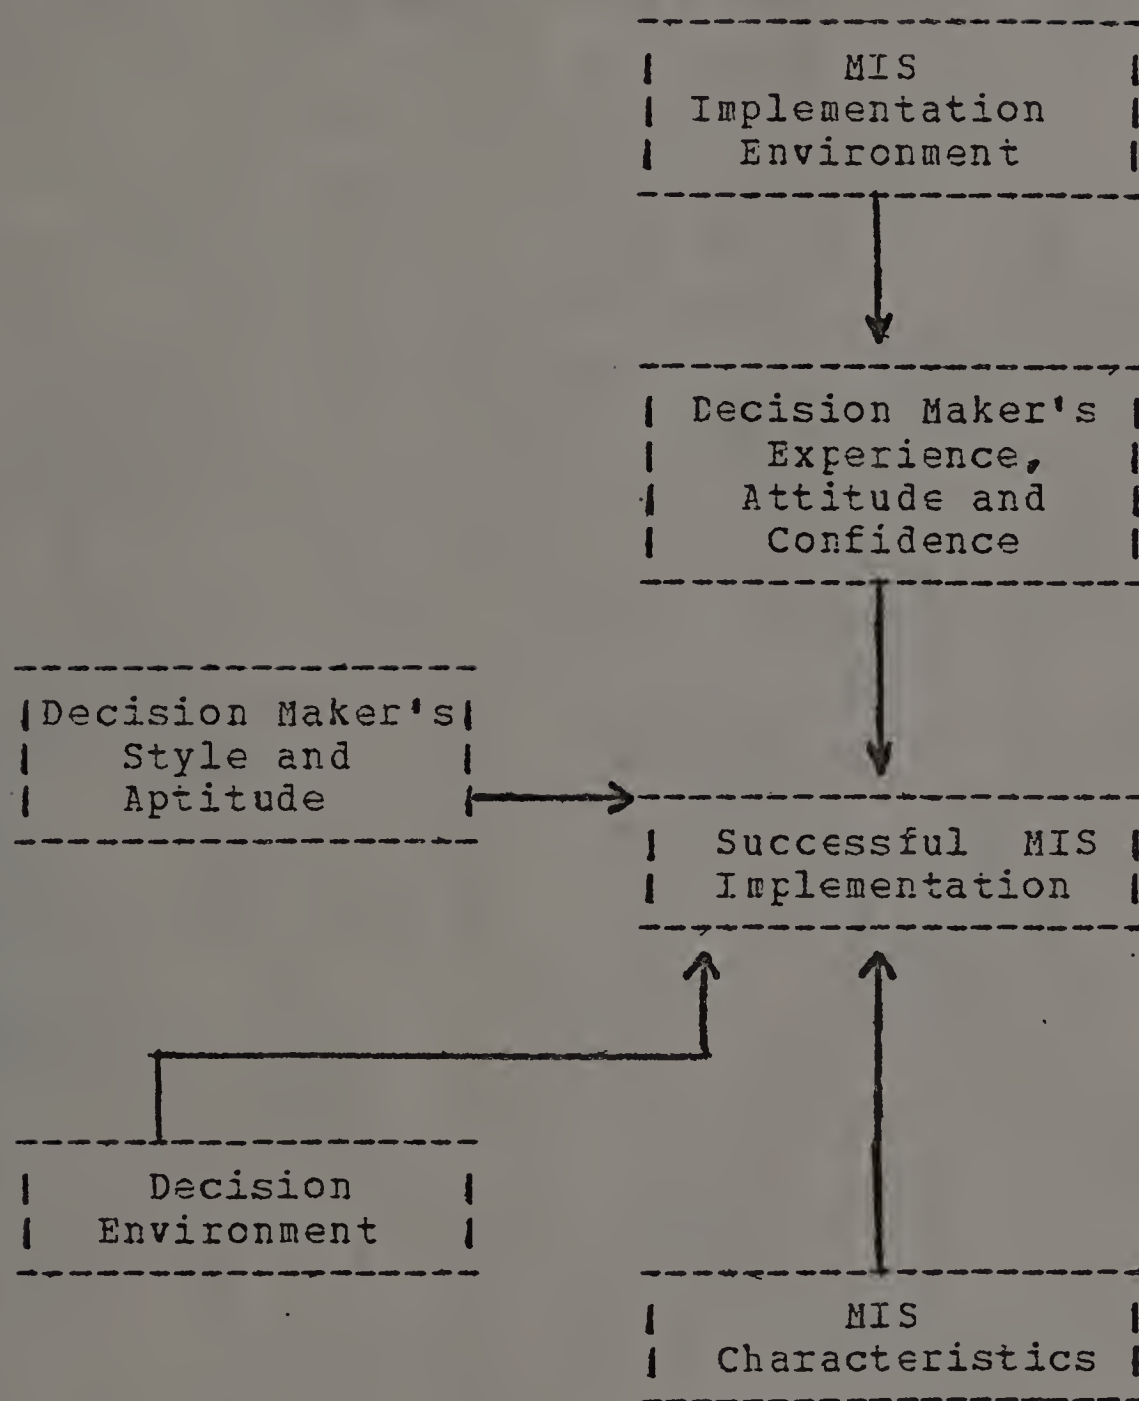 MIS
Implementation
Environment
Decision Maker's
Experience,
Attitude and
Confidence
Decision Maker's
Style and
Aptitude
Successful MIS
Implementation
Decision
Environment
MIS
Characteristics